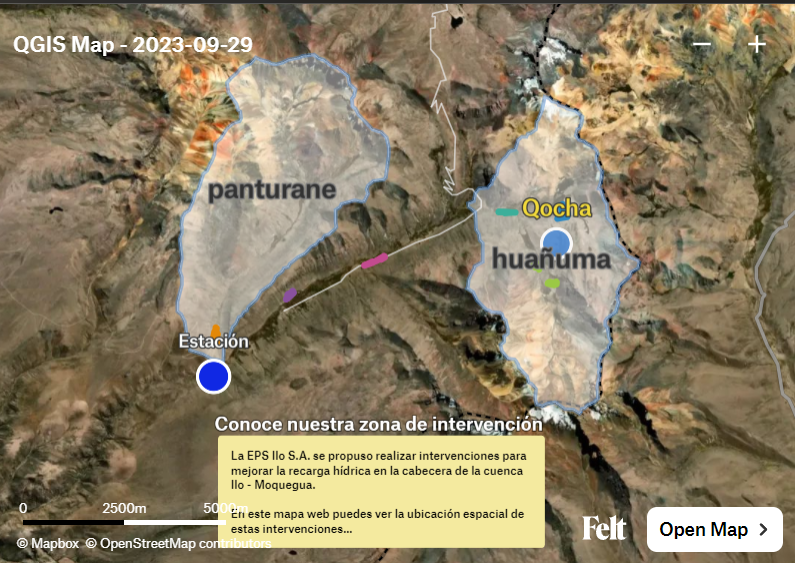 QGIS Map - 2023-09-29
Qocha
panturane
huañuma
Estación
Conoce nuestra zona de intervención
La EPS Ilo S.A. se propuso realizar intervenciones para
mejorar la recarga hídrica en la cabecera de la cuenca
Ilo - Moquegua.
En este mapa web puedes ver la ubicación espacial de
estas intervenciones...
0 2500m 5000m
Felt
Open Map
© Mapbox © OpenStreetMap contributors